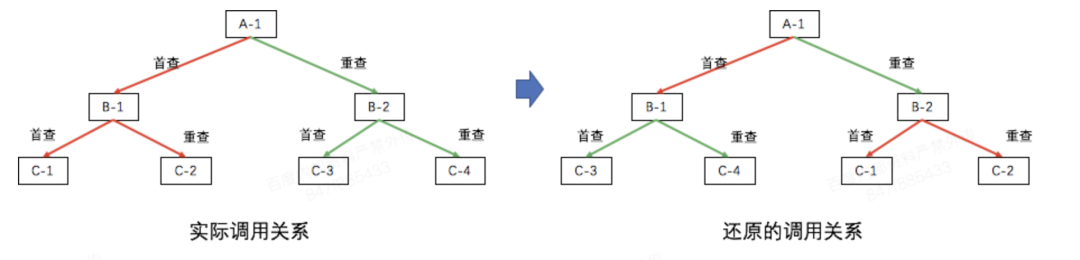 A-1
首查
重查
B-1
B-2
首查
重查
首查
重查
C-1
C-2
C-3
C-4
实际调用关系
A-1
首查
重查
B-1
B-2
首查
重查
首查
重查
C-3
C-4
C-1
C-2
还原的调用关系